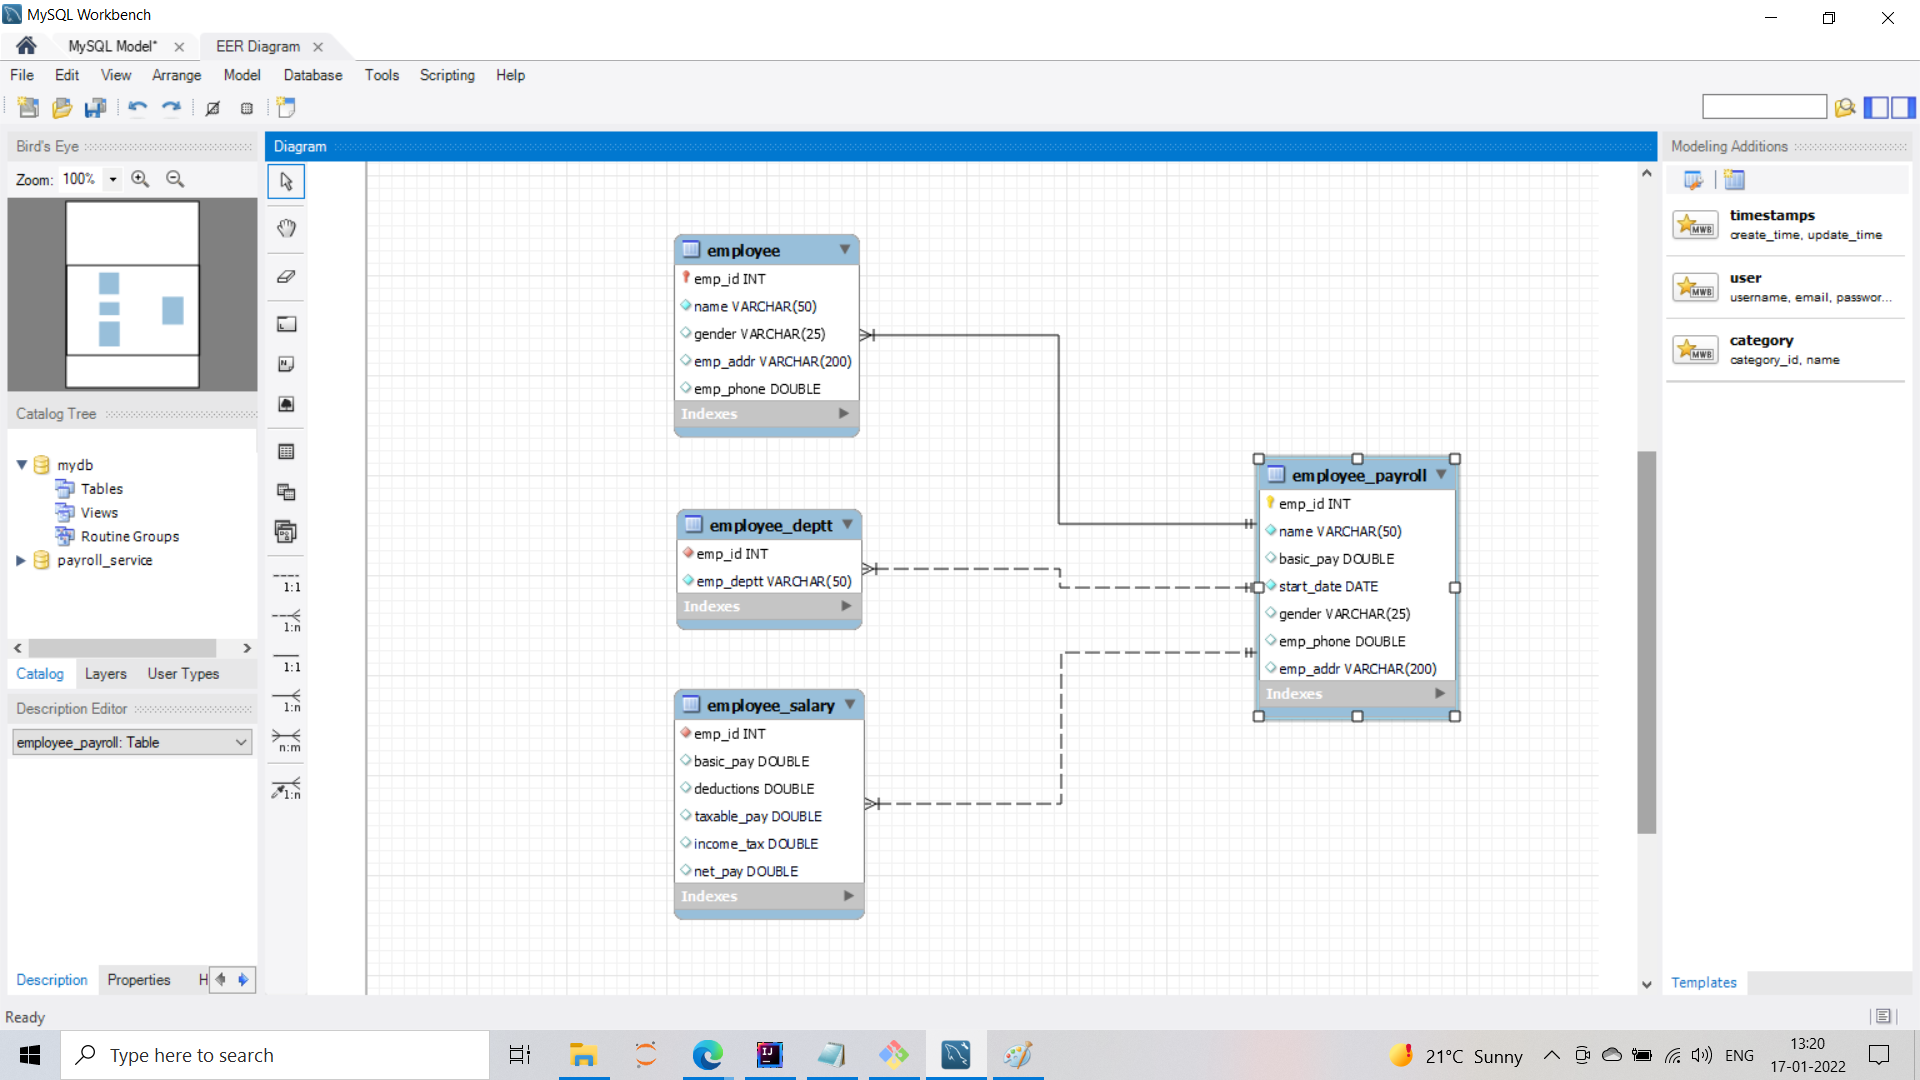 MySQL Workbench
MySQL Model*
EER Diagram
File Edit View Arrange Model Database Tools Scripting Help
Bird's Eye
Zoom: 100%
Catalog Tree
mydb
Tables
Views
Routine Groups
payroll_service
Catalog Layers User Types
Description Editor
employee_payroll: Table
Description Properties H
Ready
1:1
1:n
1:1
1:n
n:m
1:n
Diagram
employee
emp_id INT
name VARCHAR(50)
gender VARCHAR(25)
emp_addr VARCHAR(200)
emp_phone DOUBLE
Indexes
employee_deptt
emp_id INT
emp_deptt VARCHAR(50)
Indexes
employee_salary
emp_id INT
basic_pay DOUBLE
deductions DOUBLE
taxable_pay DOUBLE
income_tax DOUBLE
net_pay DOUBLE
Indexes
employee_payroll
emp_id INT
name VARCHAR(50)
basic_pay DOUBLE
start_date DATE
gender VARCHAR(25)
emp_phone DOUBLE
emp_addr VARCHAR(200)
Indexes
Modeling Additions
MWB
timestamps
create_time, update_time
MWB
user
username, email, passwor...
MWB
category
category_id, name
Templates
Type here to search
IJ
21°C Sunny
ENG
13:20
17-01-2022